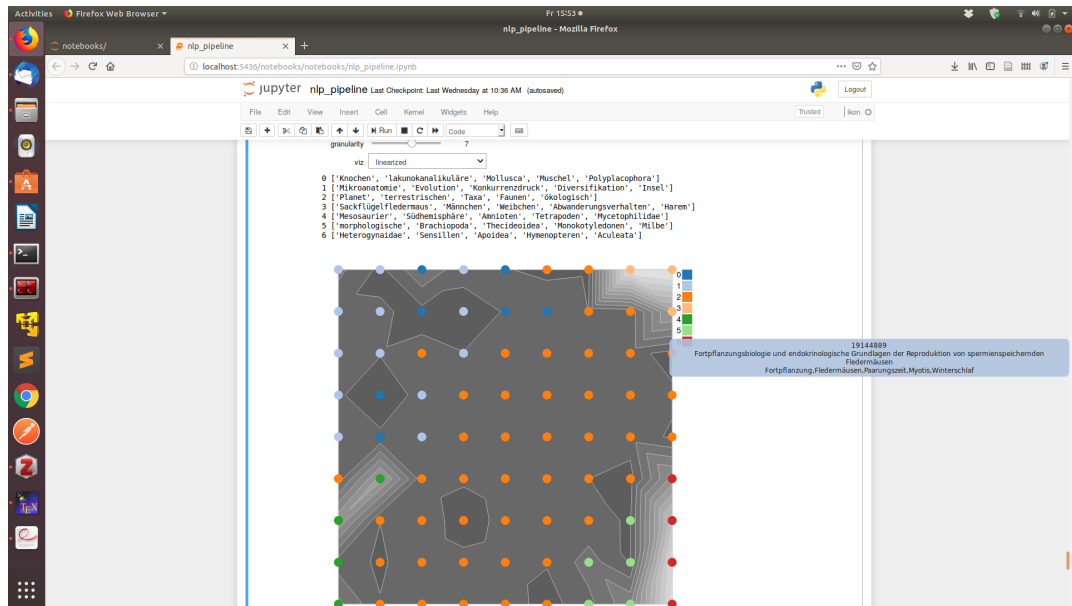 Activities Firefox Web Browser Fr 15:53
nlp_pipeline - Mozilla Firefox
notebooks/ nlp_pipeline
localhost:5436/notebooks/notebooks/nlp_pipeline.ipynb
jupyter nlp_pipeline Last Checkpoint: Last Wednesday at 10:36 AM (autosaved) Logout
File Edit View Insert Cell Kernel Widgets Help Trusted Ikon
Run Code
granularity 7
viz linearized
0 ['Knochen', 'lakunokanalikuläre', 'Mollusca', 'Muschel', 'Polyplacophora']
1 ['Mikroanatomie', 'Evolution', 'Konkurrenzdruck', 'Diversifikation', 'Insel']
2 ['Planet', 'terrestrischen', 'Taxa', 'Faunen', 'ökologisch']
3 ['Sackflügelfledermaus', 'Männchen', 'Weibchen', 'Abwanderungsverhalten', 'Harem']
4 ['Mesosaurier', 'Südhemisphäre', 'Amnioten', 'Tetrapoden', 'Mycetophilidae']
5 ['morphologische', 'Brachiopoda', 'Thecideoidea', 'Monokotyledonen', 'Milbe']
6 ['Heterogynaidae', 'Sensillen', 'Apoidea', 'Hymenopteren', 'Aculeata']
0
1
2
3
4
5
19144889
Fortpflanzungsbiologie und endokrinologische Grundlagen der Reproduktion von spermienspeichernden
Fledermäusen
Fortpflanzung,Fledermäusen,Paarungszeit,Myotis,Winterschlaf